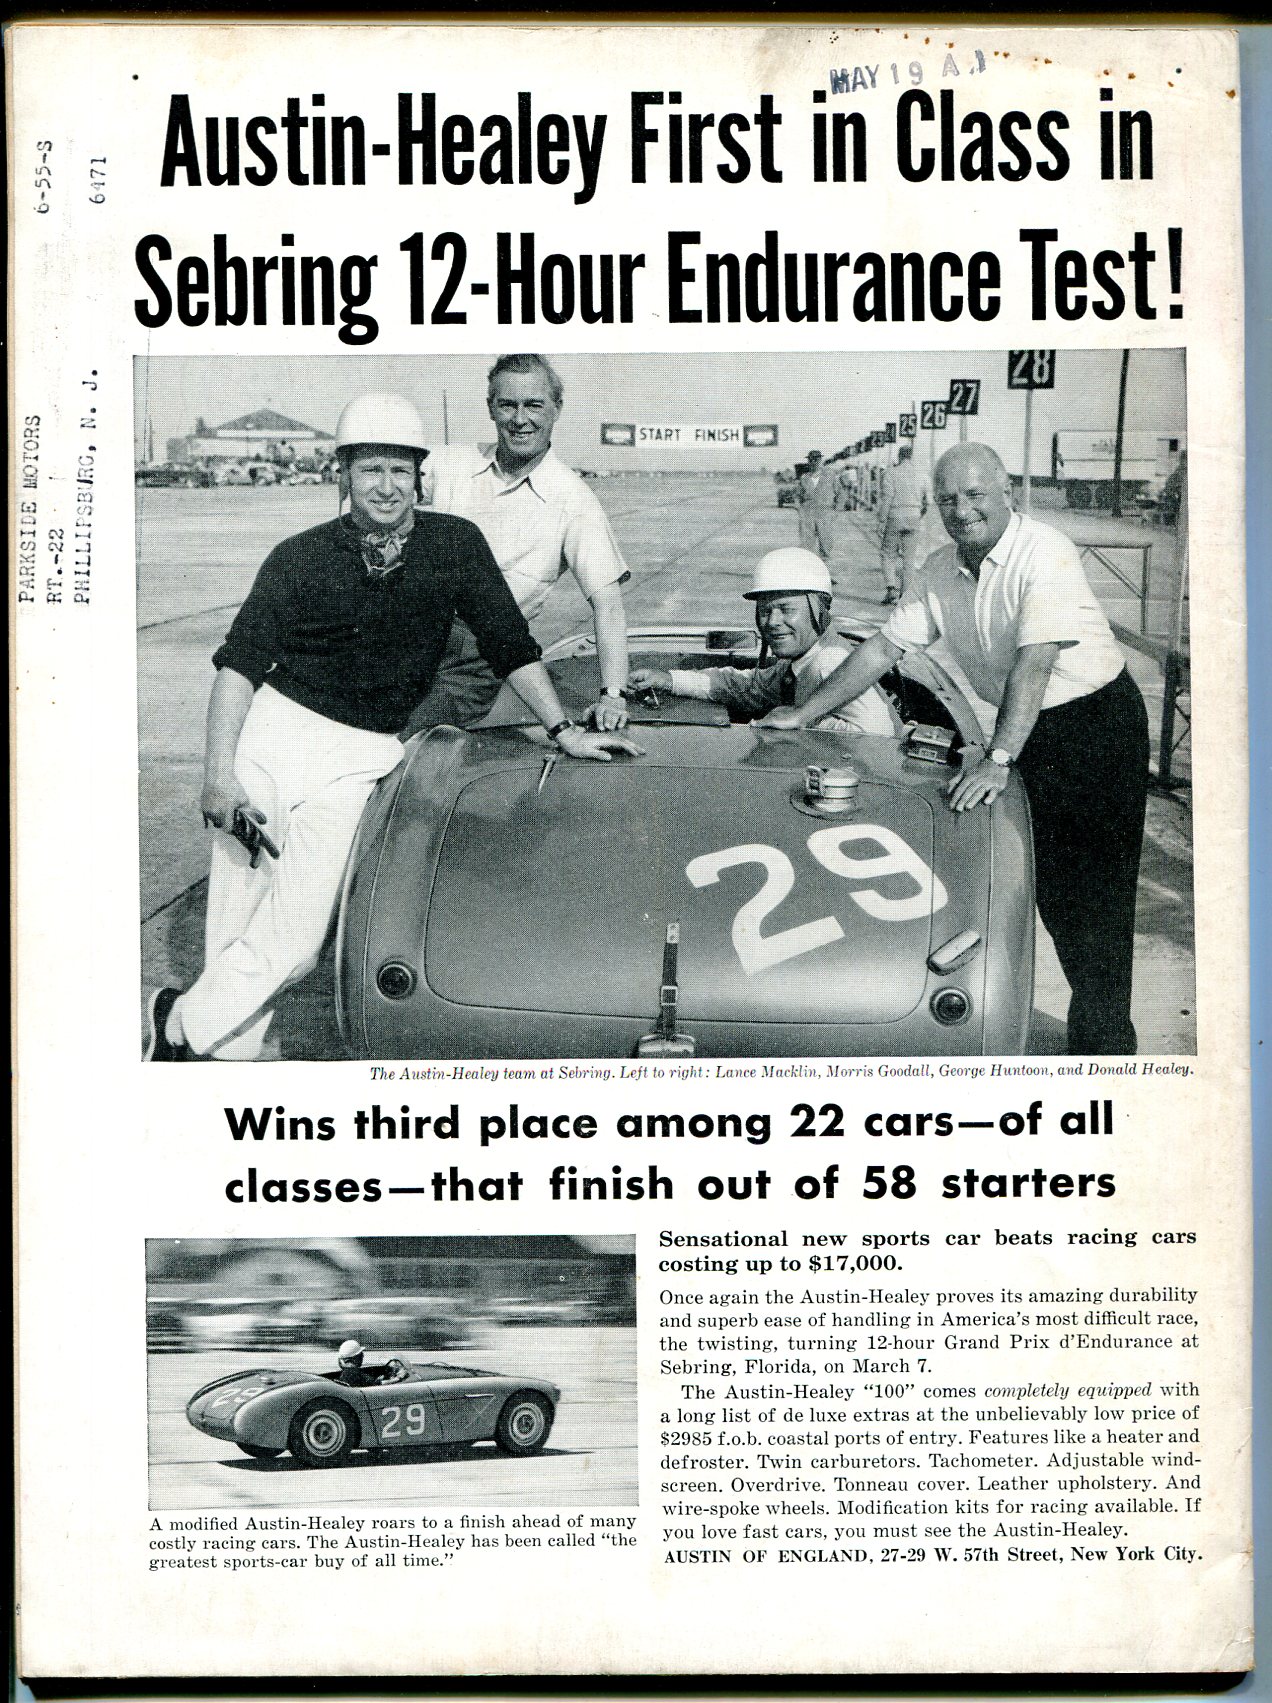 MAY 19 A
Austin-Healey First in Class in
Sebring 12-Hour Endurance Test!
6-55-S
6471
PARKSIDE MOTORS
RT.-22
PHILLIPSBURG, N. J.
START FINISH
25
26
27
28
29
The Austin-Healey team at Sebring. Left to right: Lance Macklin, Morris Goodall, George Huntoon, and Donald Healey.
Wins third place among 22 cars—of all
classes—that finish out of 58 starters
29
29
A modified Austin-Healey roars to a finish ahead of many
costly racing cars. The Austin-Healey has been called “the
greatest sports-car buy of all time.”
Sensational new sports car beats racing cars
costing up to $17,000.
Once again the Austin-Healey proves its amazing durability
and superb ease of handling in America's most difficult race,
the twisting, turning 12-hour Grand Prix d'Endurance at
Sebring, Florida, on March 7.
The Austin-Healey “100” comes completely equipped with
a long list of de luxe extras at the unbelievably low price of
$2985 f.o.b. coastal ports of entry. Features like a heater and
defroster. Twin carburetors. Tachometer. Adjustable wind-
screen. Overdrive. Tonneau cover. Leather upholstery. And
wire-spoke wheels. Modification kits for racing available. If
you love fast cars, you must see the Austin-Healey.
AUSTIN OF ENGLAND, 27-29 W. 57th Street, New York City.